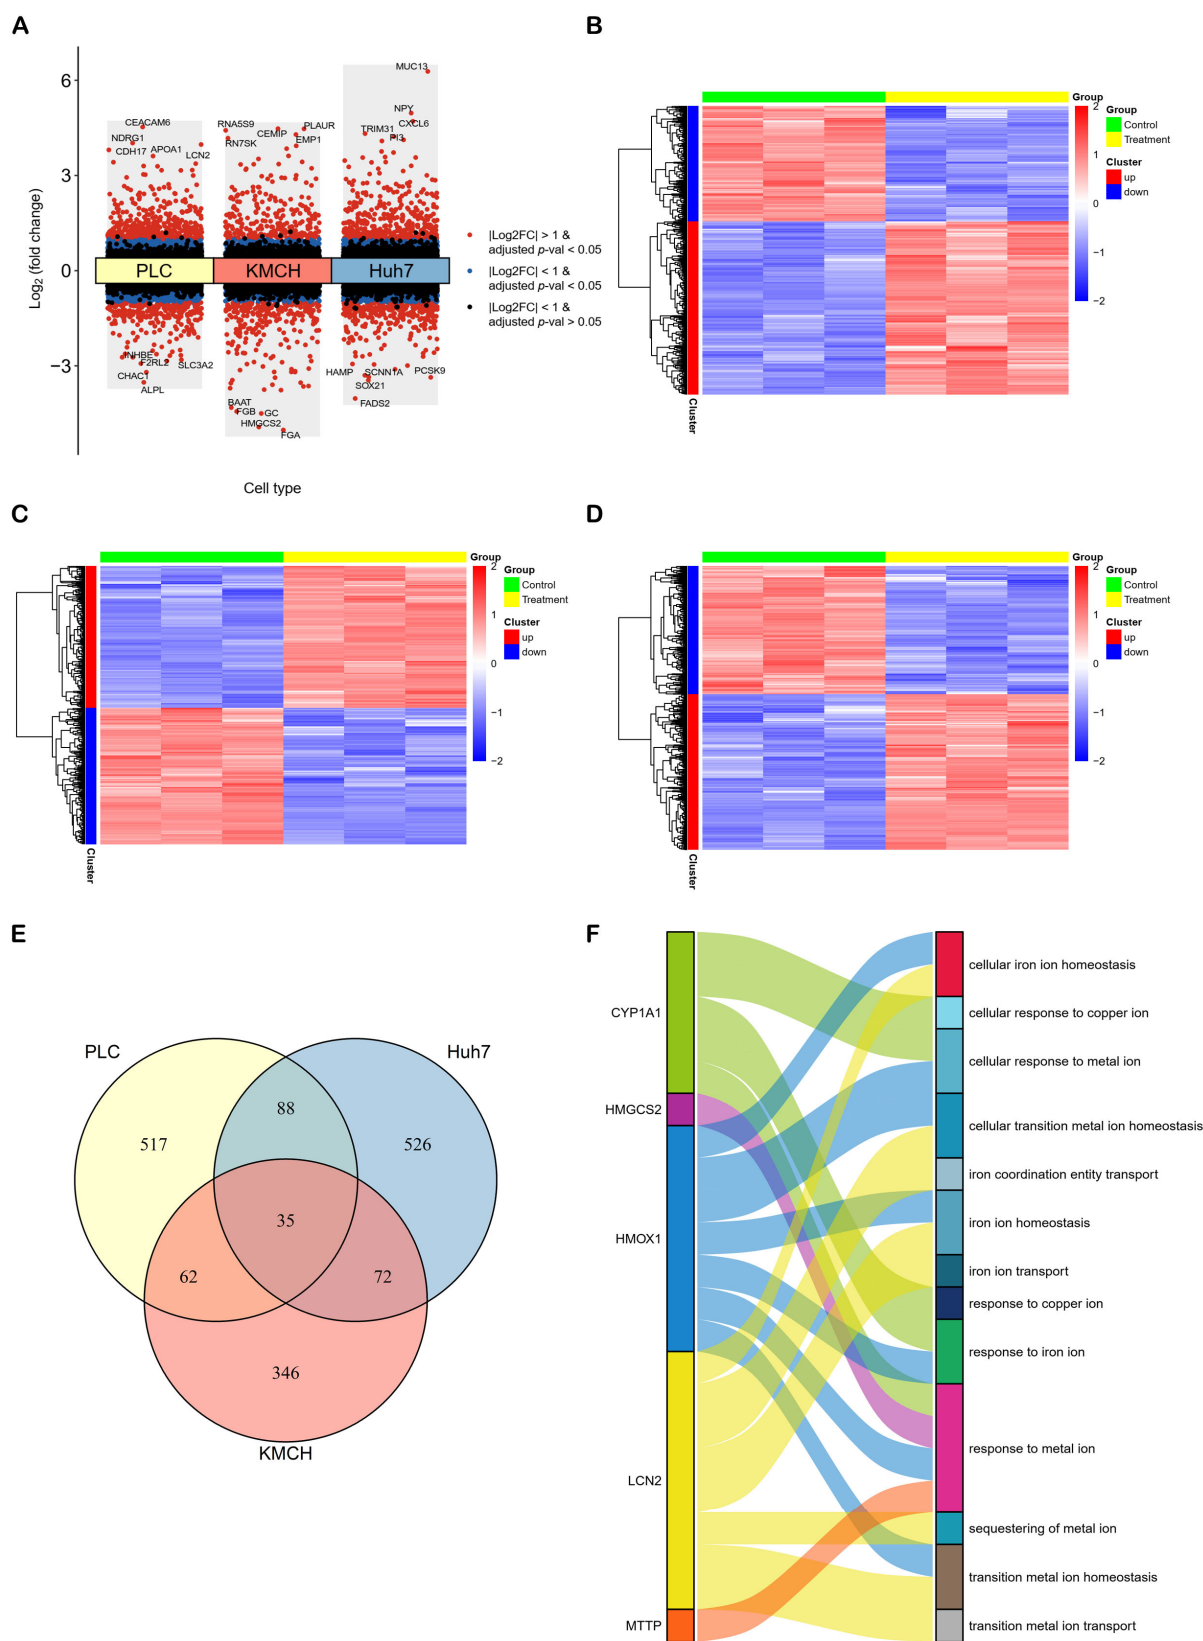 A
Log2 (fold change)
6
3
0
−3
CEACAM6
NDRG1
CDH17
APOA1
LCN2
RNA5S9
RN7SK
CEMIP
PLAUR
EMP1
MUC13
NPY
CXCL6
TRIM31
PI3
PLC
KMCH
Huh7
INHBE
F2RL2
SLC3A2
CHAC1
ALPL
BAAT
FGB
GC
HMGCS2
FGA
HAMP
SCNN1A
PCSK9
SOX21
FADS2
Cell type
|Log2FC| > 1 &
adjusted p-val < 0.05
|Log2FC| < 1 &
adjusted p-val < 0.05
|Log2FC| < 1 &
adjusted p-val > 0.05
B
Group
2
1
0
−1
−2
Group
Control
Treatment
Cluster
up
down
Cluster
C
Group
2
1
0
−1
−2
Group
Control
Treatment
Cluster
up
down
Cluster
D
Group
2
1
0
−1
−2
Group
Control
Treatment
Cluster
up
down
Cluster
E
PLC
Huh7
88
517
526
35
62
72
346
KMCH
F
CYP1A1
HMGCS2
HMOX1
LCN2
MTTP
cellular iron ion homeostasis
cellular response to copper ion
cellular response to metal ion
cellular transition metal ion homeostasis
iron coordination entity transport
iron ion homeostasis
iron ion transport
response to copper ion
response to iron ion
response to metal ion
sequestering of metal ion
transition metal ion homeostasis
transition metal ion transport